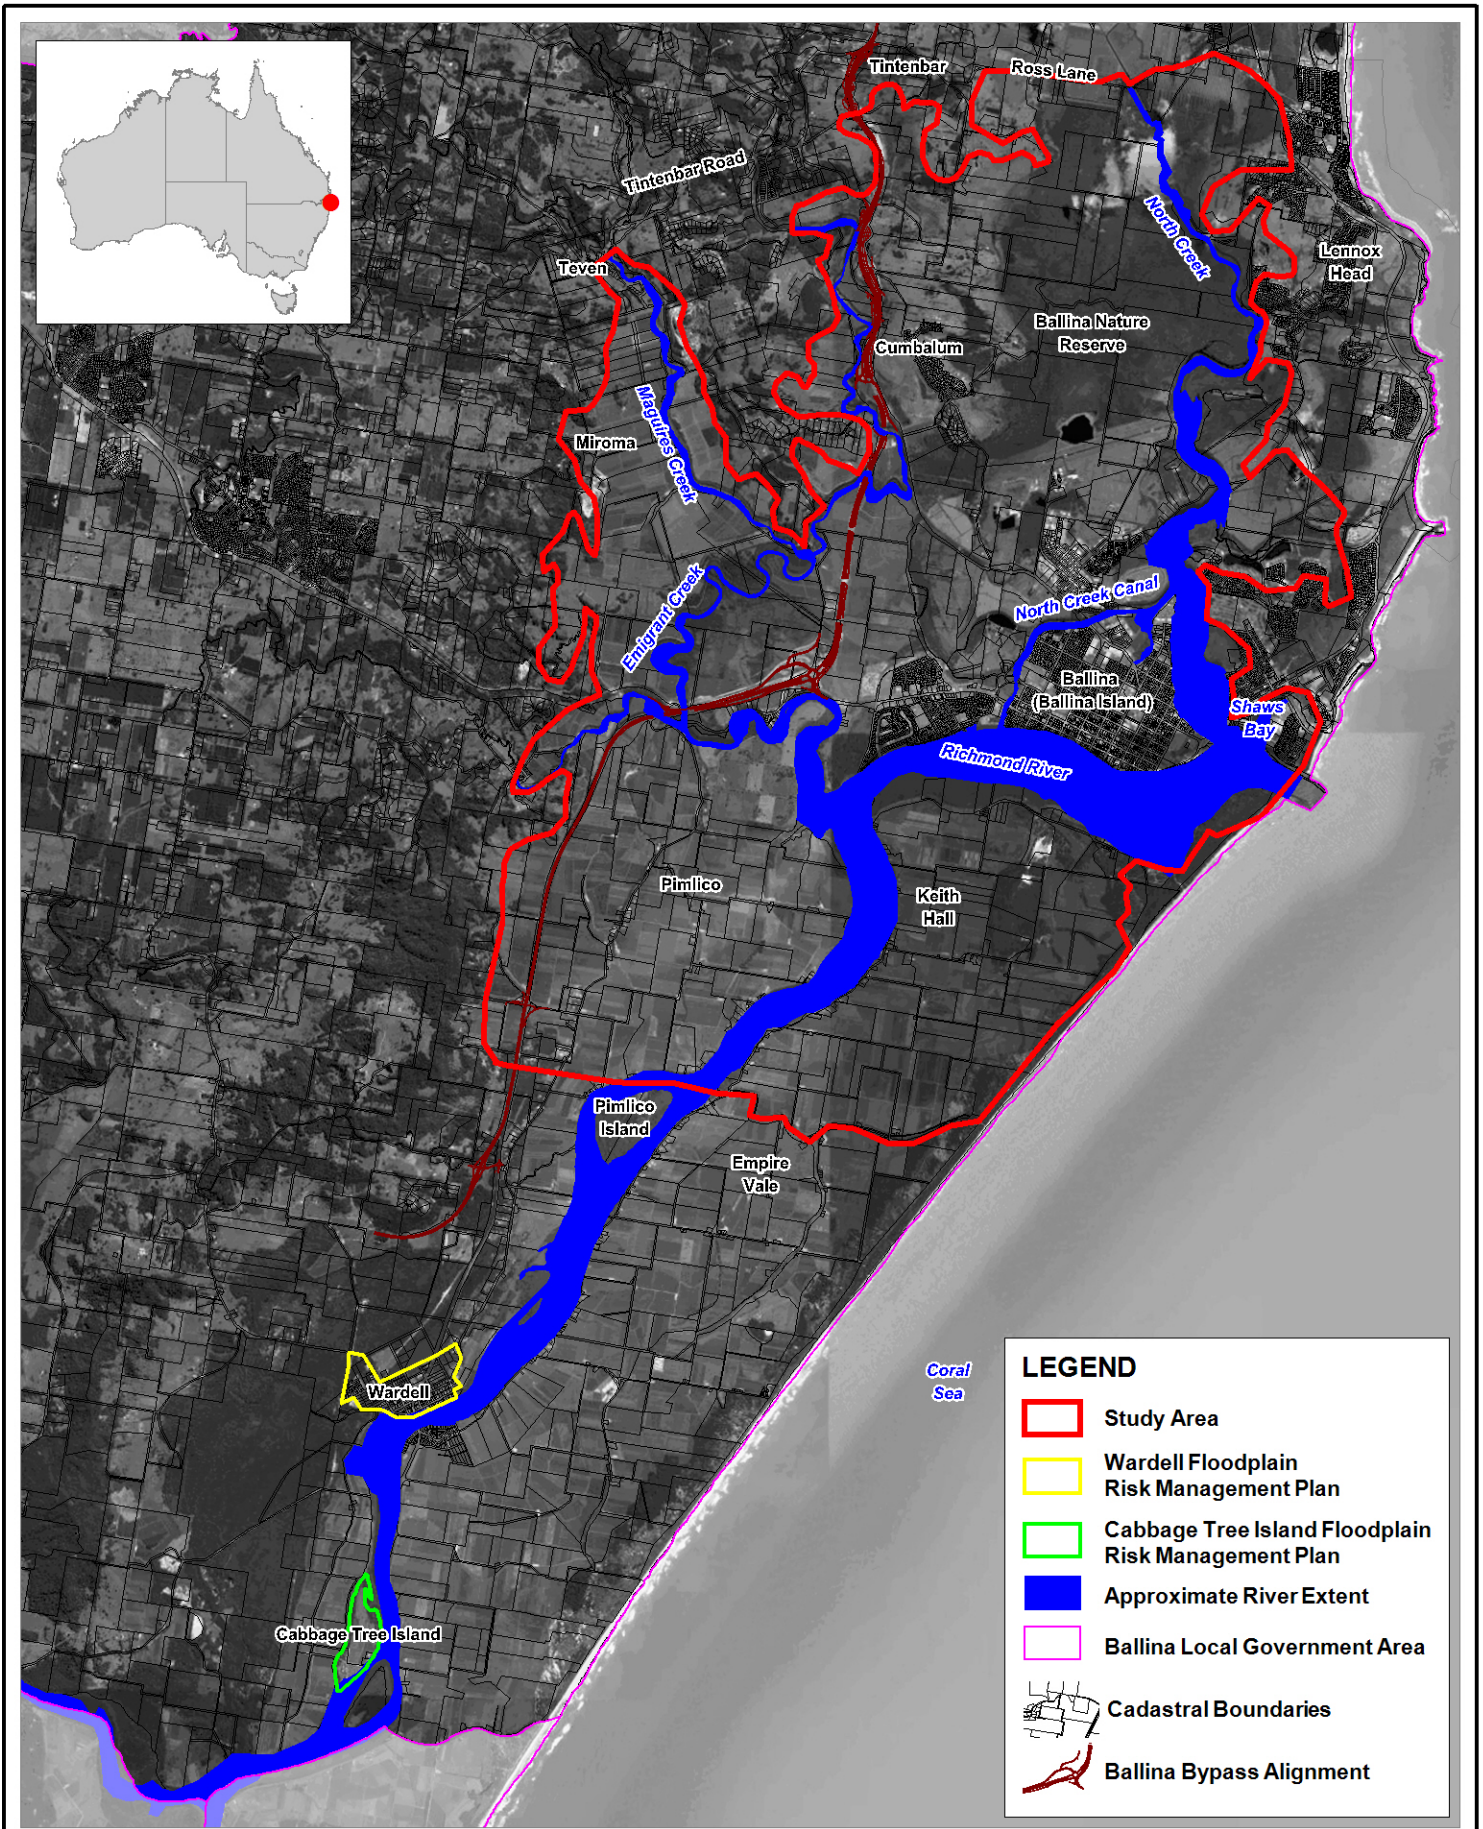 Tintenbar
Ross Lane
Tintenbar Road
North Creek
Lennox
Head
Teven
Ballina Nature
Reserve
Cumbalum
Maguires Creek
Miroma
Emigrant Creek
North Creek Canal
Ballina
(Ballina Island)
Shaws
Bay
Richmond River
Pimlico
Keith
Hall
Pimlico
Island
Empire
Vale
Coral
Sea
Wardell
Cabbage Tree Island
LEGEND
Study Area
Wardell Floodplain
Risk Management Plan
Cabbage Tree Island Floodplain
Risk Management Plan
Approximate River Extent
Ballina Local Government Area
Cadastral Boundaries
Ballina Bypass Alignment